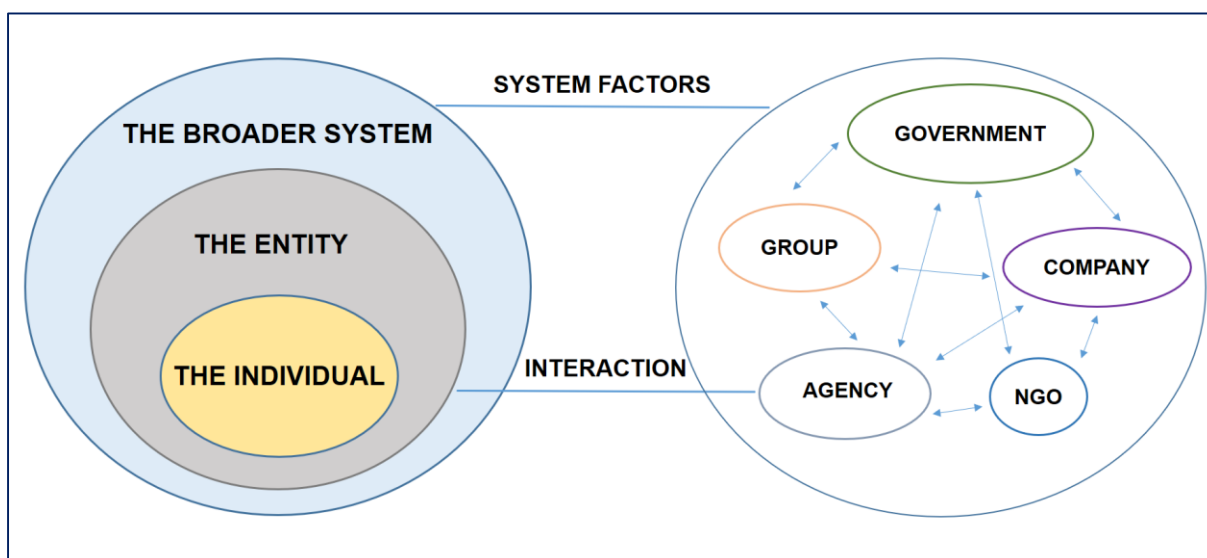 SYSTEM FACTORS
THE BROADER SYSTEM
THE ENTITY
THE INDIVIDUAL
INTERACTION
GOVERNMENT
GROUP
COMPANY
AGENCY
NGO